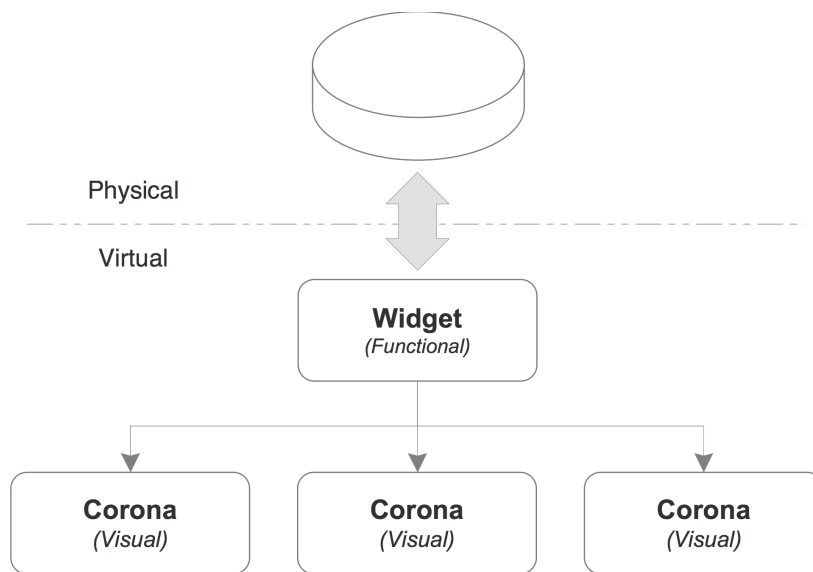 Physical
Virtual
Widget
(Functional)
Corona
(Visual)
Corona
(Visual)
Corona
(Visual)